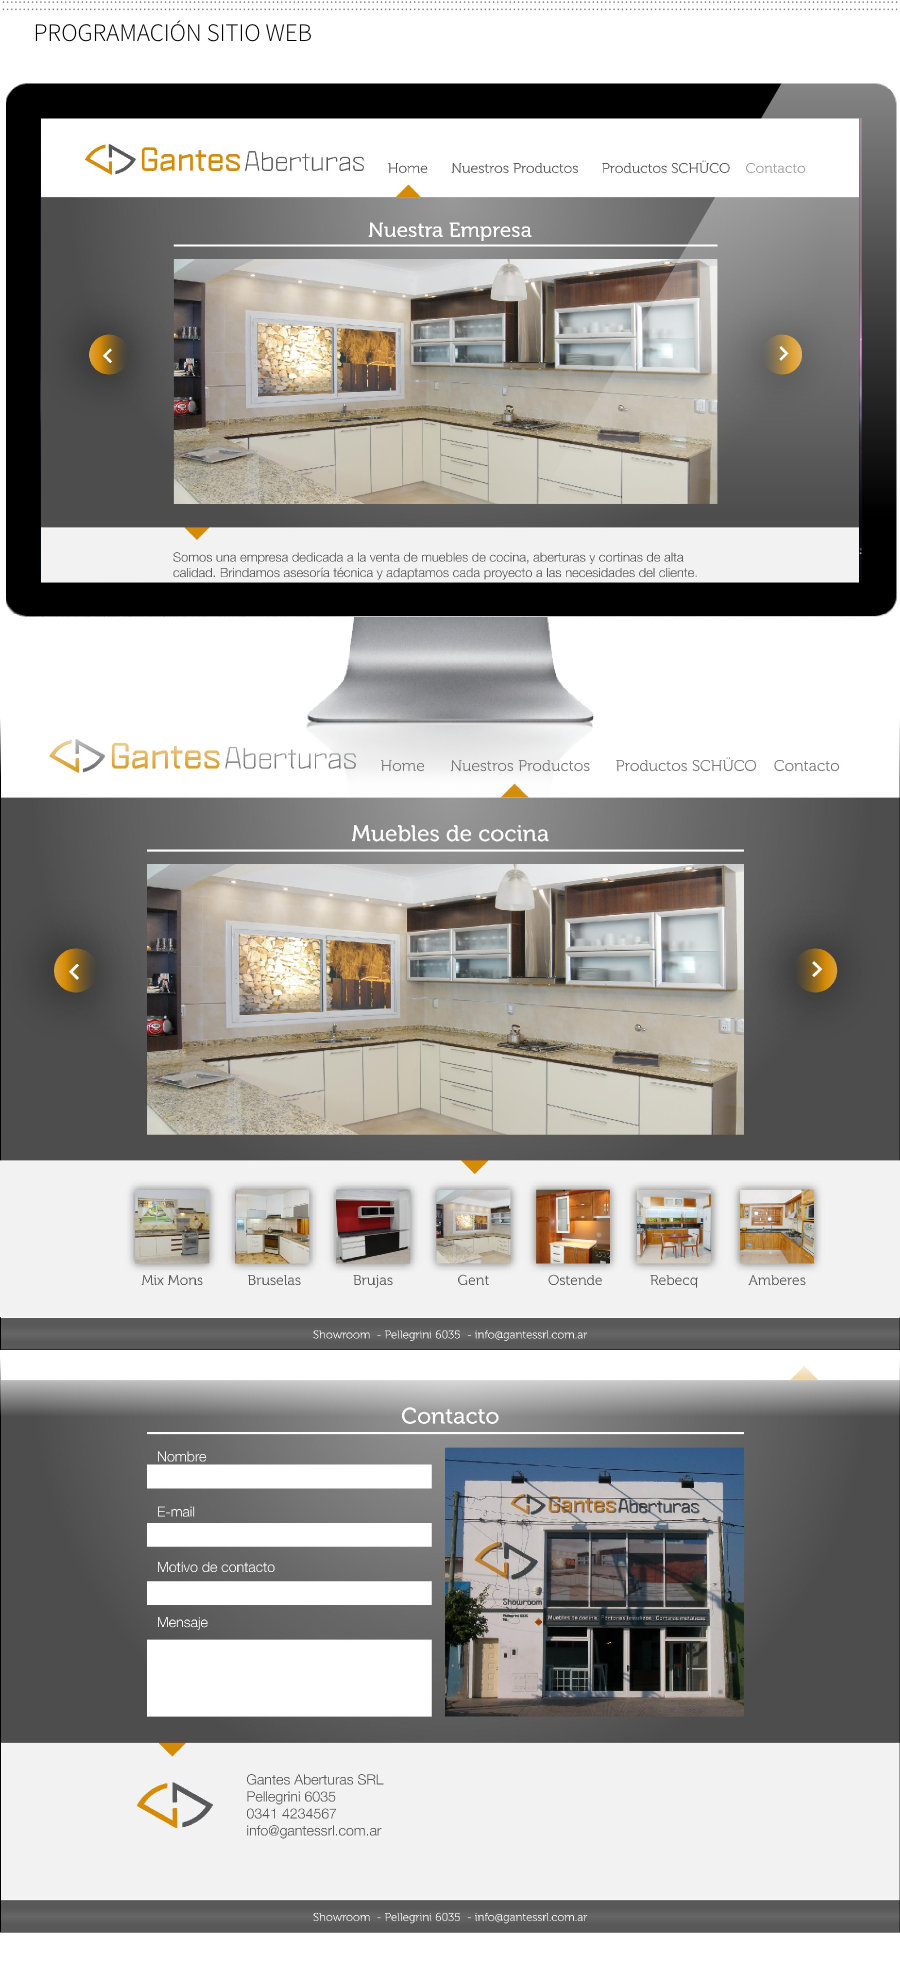 PROGRAMACIÓN SITIO WEB
Gantes Aberturas
Home Nuestros Productos Productos SCHÜCO Contacto
Nuestra Empresa
Somos una empresa dedicada a la venta de muebles de cocina, aberturas y cortinas de alta
calidad. Brindamos asesoría técnica y adaptamos cada proyecto a las necesidades del cliente.
Gantes Aberturas
Home Nuestros Productos Productos SCHÜCO Contacto
Muebles de cocina
Mix Mons Bruselas Brujas Gent Ostende Rebecq Amberes
Showroom - Pellegrini 6035 - info@gantessrl.com.ar
Contacto
Nombre
E-mail
Motivo de contacto
Mensaje
Gantes Aberturas
Showroom
Pellegrini 6035
Muebles de cocina
Gantes Aberturas SRL
Pellegrini 6035
0341 4234567
info@gantessrl.com.ar
Showroom - Pellegrini 6035 - info@gantessrl.com.ar